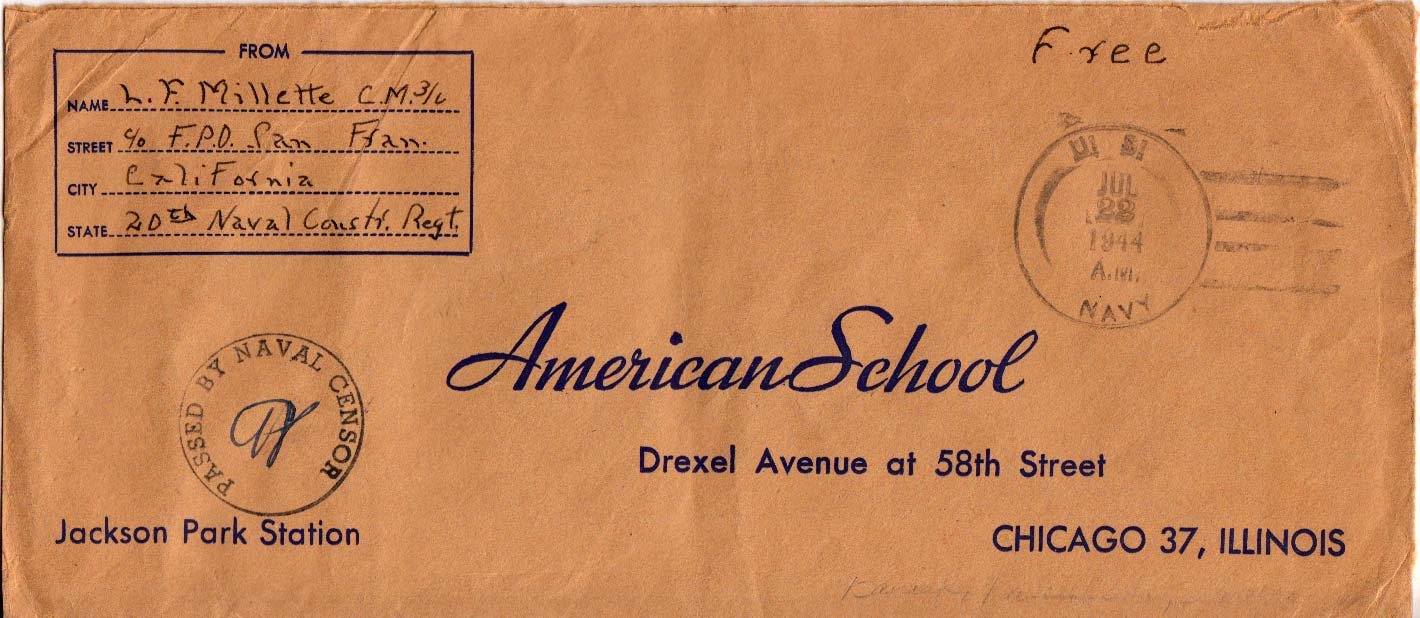 FROM
NAME L. F. Millette C.M. 3/c
STREET c/o F.P.O. San Fran.
CITY California
STATE 20th Naval Constr. Regt.
Free
U. S.
JUL
22
1944
A.M.
NAVY
PASSED BY NAVAL CENSOR
American School
Drexel Avenue at 58th Street
Jackson Park Station
CHICAGO 37, ILLINOIS